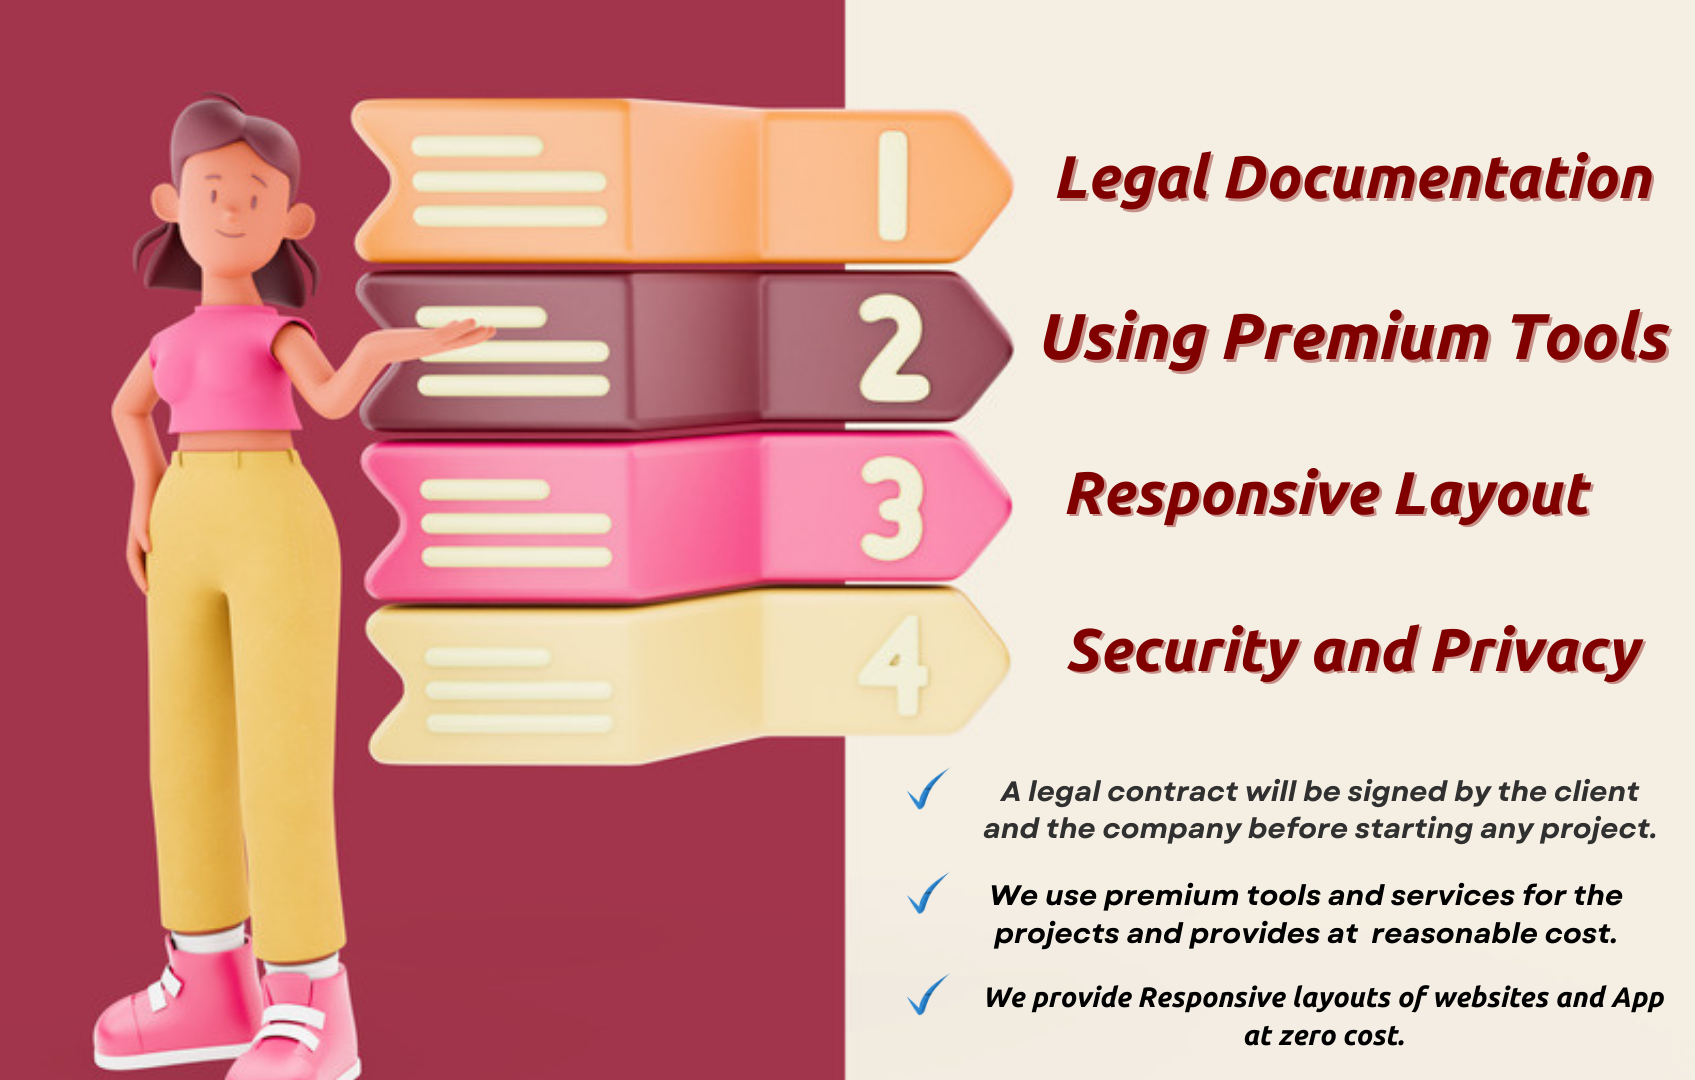 1
Legal Documentation
2
Using Premium Tools
3
Responsive Layout
4
Security and Privacy
A legal contract will be signed by the client
and the company before starting any project.
We use premium tools and services for the
projects and provides at  reasonable cost.
We provide Responsive layouts of websites and App
at zero cost.